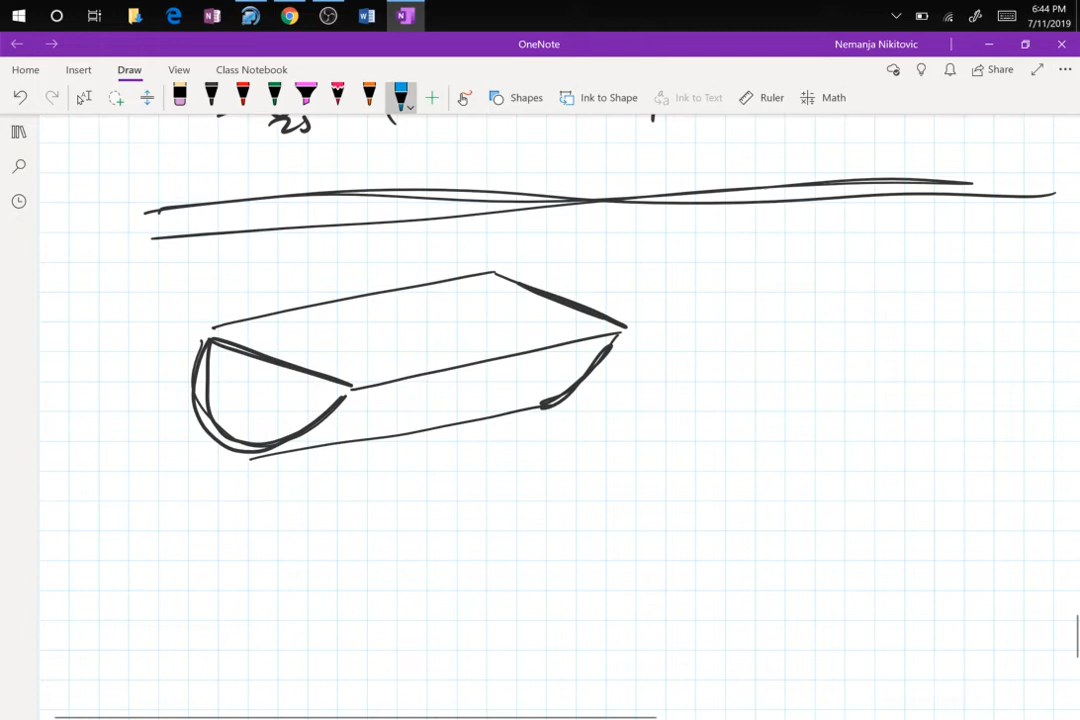 6:44 PM
7/11/2019
OneNote
Nemanja Nikitovic
Home Insert Draw View Class Notebook
Share
Shapes Ink to Shape Ink to Text Ruler Math